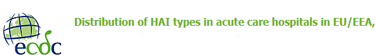 Distribution of HAI types in acute care hospitals in EU/EEA,
ecdc